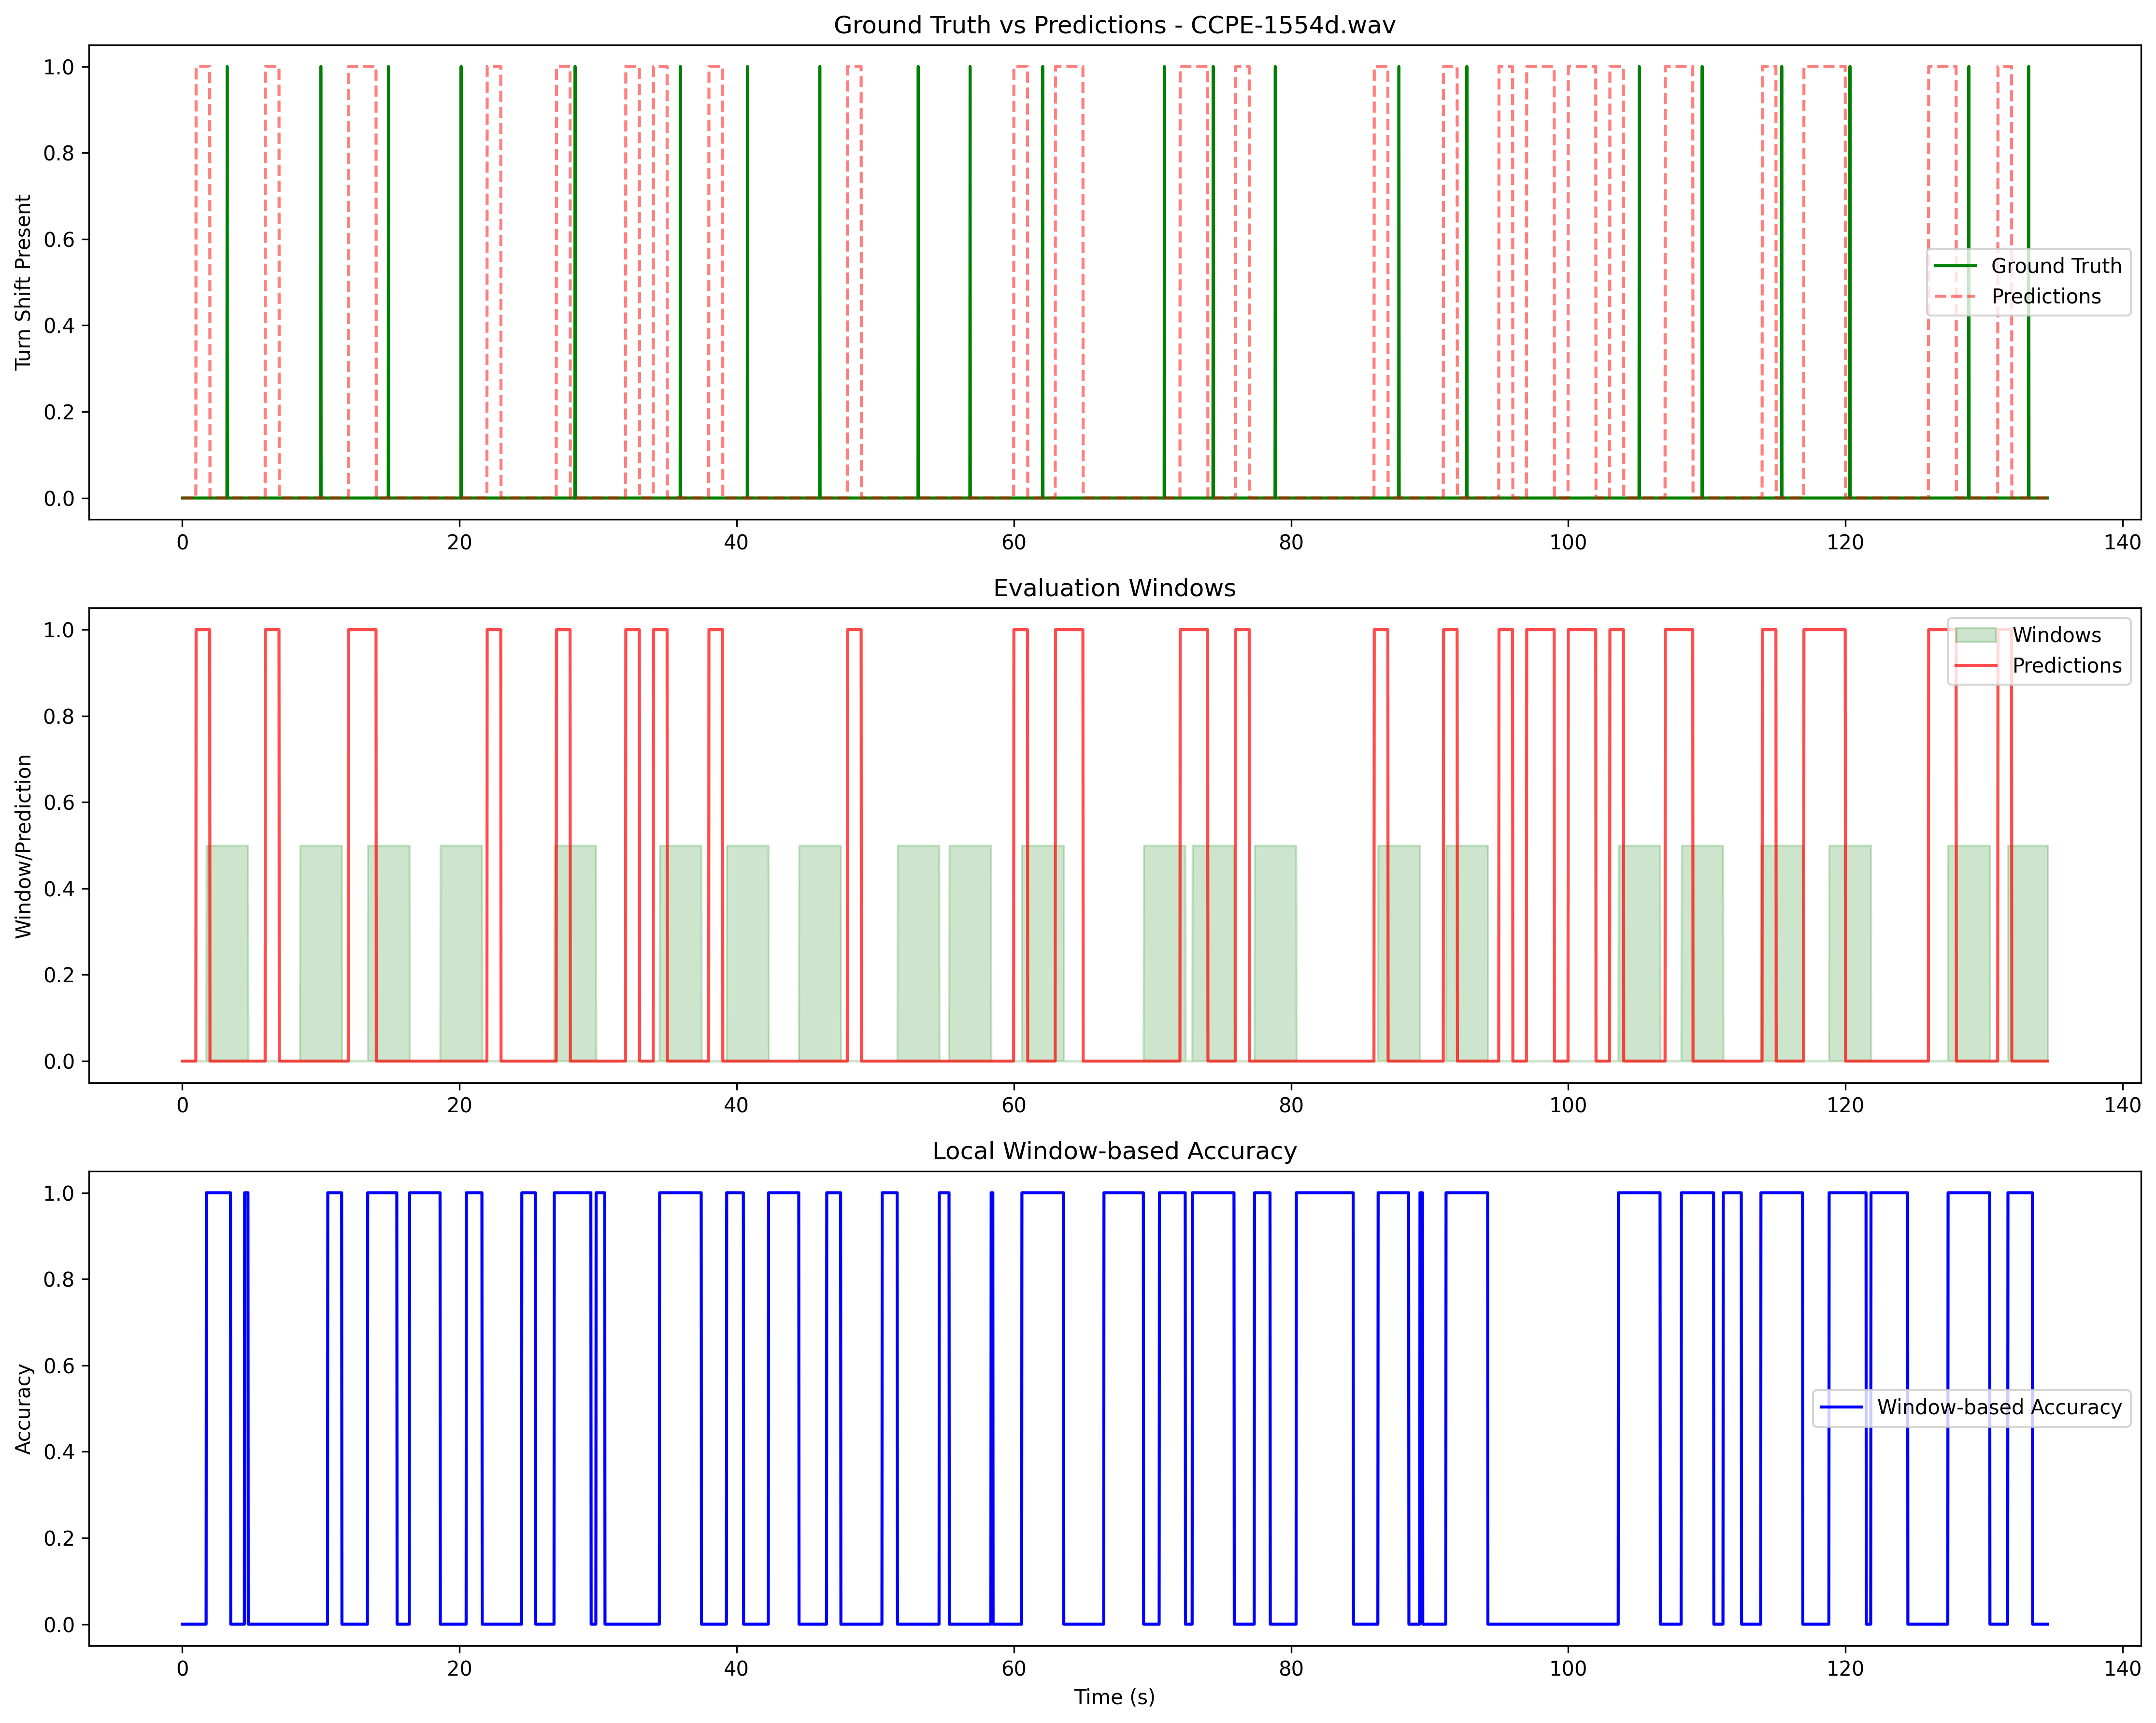 Ground Truth vs Predictions - CCPE-1554d.wav
Turn Shift Present
1.0
0.8
0.6
0.4
0.2
0.0
Ground Truth
Predictions
0 20 40 60 80 100 120 140
Evaluation Windows
Window/Prediction
1.0
0.8
0.6
0.4
0.2
0.0
Windows
Predictions
0 20 40 60 80 100 120 140
Local Window-based Accuracy
Accuracy
1.0
0.8
0.6
0.4
0.2
0.0
Window-based Accuracy
0 20 40 60 80 100 120 140
Time (s)